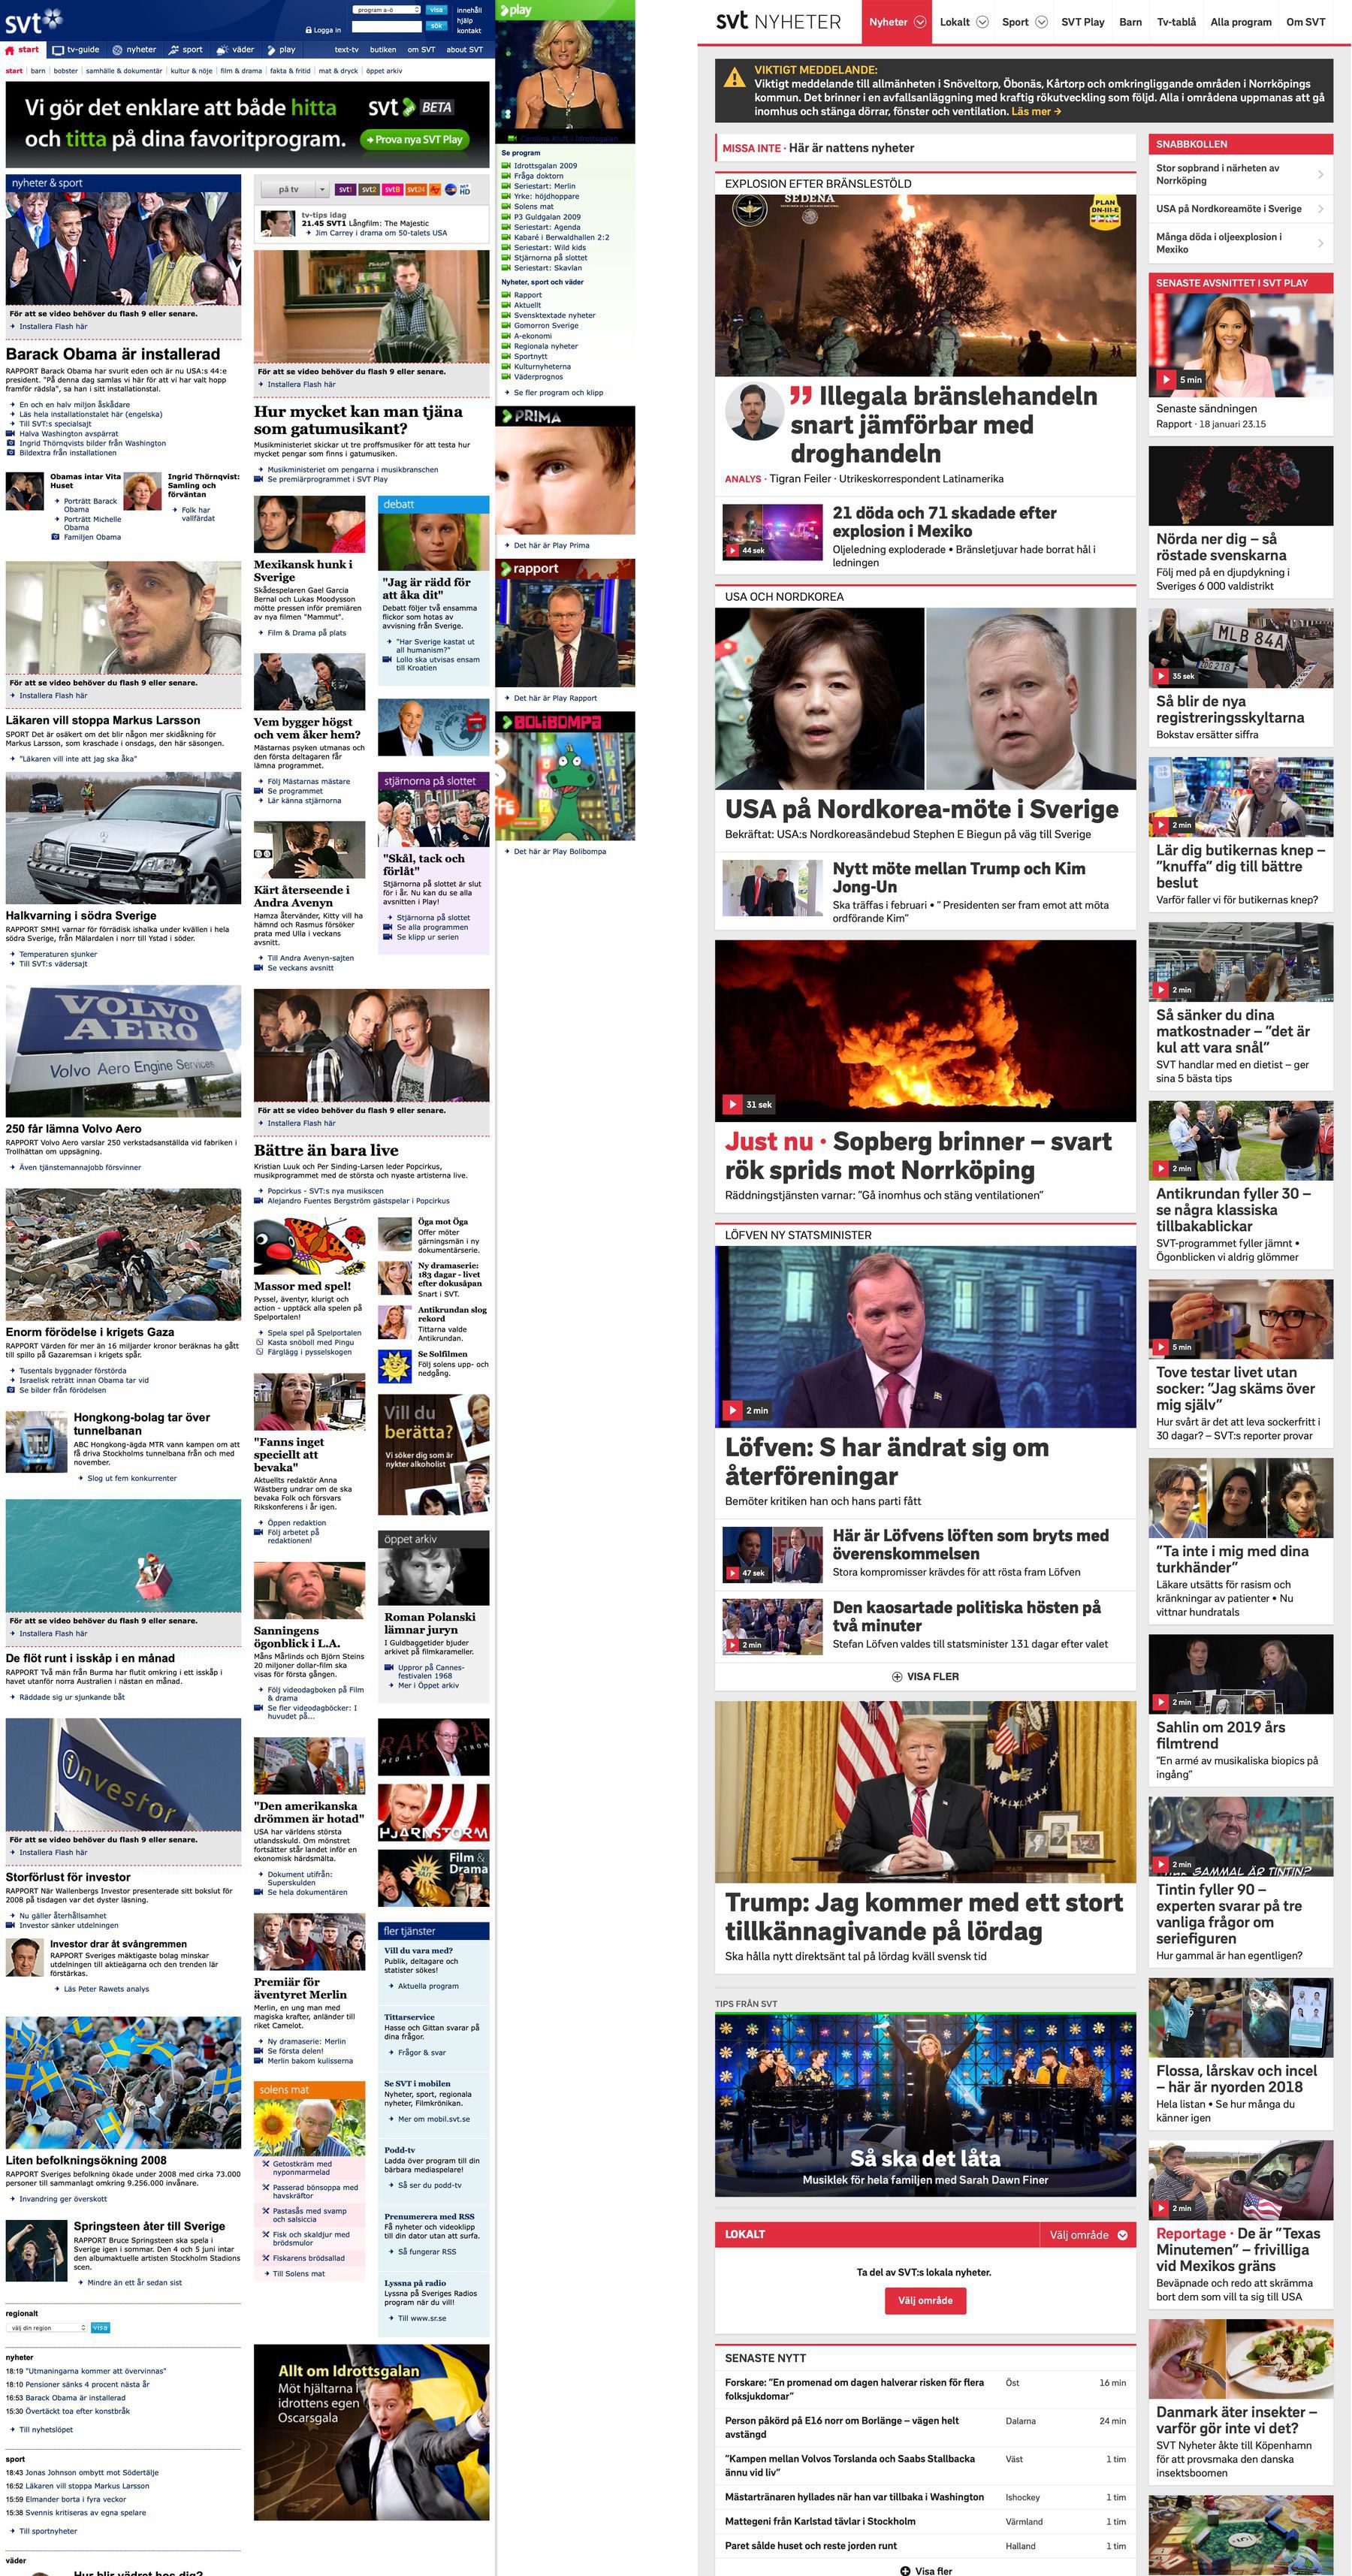 svt
program a-ö
visa
sök
innehåll
hjälp
kontakt
Logga in
start
tv-guide
nyheter
sport
väder
play
text-tv
butiken
om SVT
about SVT
start
barn
bobster
samhälle & dokumentär
kultur & nöje
film & drama
fakta & fritid
mat & dryck
öppet arkiv
Vi gör det enklare att både hitta
och titta på dina favoritprogram.
svt BETA
Prova nya SVT Play
nyheter & sport
För att se video behöver du flash 9 eller senare.
Installera Flash här
Barack Obama är installerad
RAPPORT Barack Obama har svurit eden och är nu USA:s 44:e
president. "På denna dag samlas vi här för att vi har valt hopp
framför rädsla", sa han i sitt installationstal.
En och en halv miljon åskådare
Läs hela installationstalet här (engelska)
Till SVT:s specialsajt
Halva Washington avspärrat
Ingrid Thörnqvists bilder från Washington
Bildextra från installationen
Obamas intar Vita
Huset
Porträtt Barack
Obama
Porträtt Michelle
Obama
Familjen Obama
Ingrid Thörnqvist:
Samling och
förväntan
Folk har
vallfärdat
För att se video behöver du flash 9 eller senare.
Installera Flash här
Läkaren vill stoppa Markus Larsson
SPORT Det är osäkert om det blir någon mer skidåkning för
Markus Larsson, som kraschade i onsdags, den här säsongen.
"Läkaren vill inte att jag ska åka"
Halkvarning i södra Sverige
RAPPORT SMHI varnar för förrädisk ishalka under kvällen i hela
södra Sverige, från Mälardalen i norr till Ystad i söder.
Temperaturen sjunker
Till SVT:s vädersajt
VOLVO
AERO
Volvo Aero Engine Services
250 får lämna Volvo Aero
RAPPORT Volvo Aero varslar 250 verkstadsanställda vid fabriken i
Trollhättan om uppsägning.
Även tjänstemannajobb försvinner
Enorm förödelse i krigets Gaza
RAPPORT Värden för mer än 16 miljarder kronor beräknas ha gått
till spillo på Gazaremsan i krigets spår.
Tusentals byggnader förstörda
Israelisk reträtt innan Obama tar vid
Se bilder från förödelsen
Hongkong-bolag tar över
tunnelbanan
ABC Hongkong-ägda MTR vann kampen om att
få driva Stockholms tunnelbana från och med
november.
Slog ut fem konkurrenter
För att se video behöver du flash 9 eller senare.
Installera Flash här
De flöt runt i isskåp i en månad
RAPPORT Två män från Burma har flutit omkring i ett isskåp i
havet utanför norra Australien i nästan en månad.
Räddade sig ur sjunkande båt
investor
För att se video behöver du flash 9 eller senare.
Installera Flash här
Storförlust för investor
RAPPORT När Wallenbergs Investor presenterade sitt bokslut för
2008 på tisdagen var det dyster läsning.
Nu gäller återhållsamhet
Investor sänker utdelningen
Investor drar åt svångremmen
RAPPORT Sveriges mäktigaste bolag minskar
utdelningen till aktieägarna och den trenden lär
förstärkas.
Läs Peter Rawets analys
Liten befolkningsökning 2008
RAPPORT Sveriges befolkning ökade under 2008 med cirka 73.000
personer till sammanlagt omkring 9.256.000 invånare.
Invandring ger överskott
Springsteen åter till Sverige
RAPPORT Bruce Springsteen ska spela i
Sverige igen i sommar. Den 4 och 5 juni intar
den albumaktuelle artisten Stockholm Stadions
scen.
Mindre än ett år sedan sist
regionalt
välj din region
visa
nyheter
18:19 "Utmaningarna kommer att övervinnas"
18:10 Pensioner sänks 4 procent nästa år
16:53 Barack Obama är installerad
15:30 Övertäckt toa efter konstbråk
Till nyhetslöpet
sport
18:43 Jonas Johnson ombytt mot Södertälje
16:52 Läkaren vill stoppa Markus Larsson
15:59 Elmander borta i fyra veckor
15:38 Svennis kritiseras av egna spelare
Till sportnyheter
väder
Hur blir vädret hos dig?
på tv
svt1
svt2
svtB
svt24
HD
tv-tips idag
21.45 SVT1 Långfilm: The Majestic
Jim Carrey i drama om 50-talets USA
För att se video behöver du flash 9 eller senare.
Installera Flash här
Hur mycket kan man tjäna
som gatumusikant?
Musikministeriet skickar ut tre proffsmusiker för att testa hur
mycket pengar som finns i gatumusiken.
Musikministeriet om pengarna i musikbranschen
Se premiärprogrammet i SVT Play
Mexikansk hunk i
Sverige
Skådespelaren Gael Garcia
Bernal och Lukas Moodysson
mötte pressen inför premiären
av nya filmen "Mammut".
Film & Drama på plats
Vem bygger högst
och vem åker hem?
Mästarnas psyken utmanas och
den första deltagaren får
lämna programmet.
Följ Mästarnas mästare
Se programmet
Lär känna stjärnorna
Kärt återseende i
Andra Avenyn
Hamza återvänder, Kitty vill ha
hämnd och Rasmus försöker
prata med Ulla i veckans
avsnitt.
Till Andra Avenyn-sajten
Se veckans avsnitt
debatt
"Jag är rädd för
att åka dit"
Debatt följer två ensamma
flickor som hotas av
avvisning från Sverige.
"Har Sverige kastat ut
all humanism?"
Lollo ska utvisas ensam
till Kroatien
stjärnorna på slottet
"Skål, tack och
förlåt"
Stjärnorna på slottet är slut
för i år. Nu kan du se alla
avsnitten i Play!
Stjärnorna på slottet
Se alla programmen
Se klipp ur serien
För att se video behöver du flash 9 eller senare.
Installera Flash här
Bättre än bara live
Kristian Luuk och Per Sinding-Larsen leder Popcirkus,
musikprogrammet med de största och nyaste artisterna live.
Popcirkus - SVT:s nya musikscen
Alejandro Fuentes Bergström gästspelar i Popcirkus
Massor med spel!
Pyssel, äventyr, klurigt och
action - upptäck alla spelen på
Spelportalen!
Spela spel på Spelportalen
Kasta snöboll med Pingu
Färglägg i pysselskogen
"Fanns inget
speciellt att
bevaka"
Aktuellts redaktör Anna
Wästberg undrar om de ska
bevaka Folk och försvars
Rikskonferens i år igen.
Öppen redaktion
Följ arbetet på
redaktionen!
Sanningens
ögonblick i L.A.
Måns Mårlinds och Björn Steins
20 miljoner dollar-film ska
visas för första gången.
Följ videodagboken på Film
& drama
Se fler videodagböcker: I
huvudet på...
"Den amerikanska
drömmen är hotad"
USA har världens största
utlandsskuld. Om mönstret
fortsätter står landet inför en
ekonomisk härdsmälta.
Dokument utifrån:
Superskulden
Se hela dokumentären
Premiär för
äventyret Merlin
Merlin, en ung man med
magiska krafter, anländer till
riket Camelot.
Ny dramaserie: Merlin
Se första delen!
Merlin bakom kulisserna
solens mat
Getostkräm med
nyponmarmelad
Passerad bönsoppa med
havskräftor
Pastasås med svamp
och salsiccia
Fisk och skaldjur med
brödsmulor
Fiskarens brödsallad
Till Solens mat
Öga mot Öga
Offer möter
gärningsmän i ny
dokumentärserie.
Ny dramaserie:
183 dagar - livet
efter dokusåpan
Snart i SVT.
Antikrundan slog
rekord
Tittarna valde
Antikrundan.
Se Solfilmen
Följ solens upp- och
nedgång.
Vill du
berätta?
Vi söker dig som är
nykter alkoholist
öppet arkiv
Roman Polanski
lämnar juryn
I Guldbaggetider bjuder
arkivet på filmkarameller.
Uppror på Cannes-
festivalen 1968
Mer i Öppet arkiv
HJÄRNSTORM
Film &
Drama
fler tjänster
Vill du vara med?
Publik, deltagare och
statister sökes!
Aktuella program
Tittarservice
Hasse och Gittan svarar på
dina frågor.
Frågor & svar
Se SVT i mobilen
Nyheter, sport, regionala
nyheter, Filmkrönikan.
Mer om mobil.svt.se
Podd-tv
Ladda över program till din
bärbara mediaspelare!
Så ser du podd-tv
Prenumerera med RSS
Få nyheter och videoklipp
till din dator utan att surfa.
Så fungerar RSS
Lyssna på radio
Lyssna på Sveriges Radios
program när du vill!
Till www.sr.se
Allt om Idrottsgalan
Möt hjältarna i
idrottens egen
Oscarsgala
play
Se program
Idrottsgalan 2009
Fråga doktorn
Seriestart: Merlin
Yrke: höjdhoppare
Solens mat
P3 Guldgalan 2009
Seriestart: Agenda
Kabaré i Berwaldhallen 2:2
Seriestart: Wild kids
Stjärnorna på slottet
Seriestart: Skavlan
Nyheter, sport och väder
Rapport
Aktuellt
Svensktextade nyheter
Gomorron Sverige
A-ekonomi
Regionala nyheter
Sportnytt
Kulturnyheterna
Väderprognos
Se fler program och klipp
PRIMA
Det här är Play Prima
rapport
Det här är Play Rapport
BOLIBOMPA
Det här är Play Bolibompa
svt NYHETER
Nyheter
Lokalt
Sport
SVT Play
Barn
Tv-tablå
Alla program
Om SVT
VIKTIGT MEDDELANDE:
Viktigt meddelande till allmänheten i Snöveltorp, Öbonäs, Kårtorp och omkringliggande områden i Norrköpings
kommun. Det brinner i en avfallsanläggning med kraftig rökutveckling som följd. Alla i områdena uppmanas att gå
inomhus och stänga dörrar, fönster och ventilation. Läs mer →
MISSA INTE · Här är nattens nyheter
EXPLOSION EFTER BRÄNSLESTÖLD
SEDENA
PLAN
DN-III-E
Illegala bränslehandeln
snart jämförbar med
droghandeln
ANALYS · Tigran Feiler · Utrikeskorrespondent Latinamerika
44 sek
21 döda och 71 skadade efter
explosion i Mexiko
Oljeledning exploderade • Bränsletjuvar hade borrat hål i
ledningen
USA OCH NORDKOREA
USA på Nordkorea-möte i Sverige
Bekräftat: USA:s Nordkoreasändebud Stephen E Biegun på väg till Sverige
Nytt möte mellan Trump och Kim
Jong-Un
Ska träffas i februari • ” Presidenten ser fram emot att möta
ordförande Kim”
31 sek
Just nu · Sopberg brinner – svart
rök sprids mot Norrköping
Räddningstjänsten varnar: ”Gå inomhus och stäng ventilationen”
LÖFVEN NY STATSMINISTER
2 min
Löfven: S har ändrat sig om
återföreningar
Bemöter kritiken han och hans parti fått
47 sek
Här är Löfvens löften som bryts med
överenskommelsen
Stora kompromisser krävdes för att rösta fram Löfven
2 min
Den kaosartade politiska hösten på
två minuter
Stefan Löfven valdes till statsminister 131 dagar efter valet
VISA FLER
Trump: Jag kommer med ett stort
tillkännagivande på lördag
Ska hålla nytt direktsänt tal på lördag kväll svensk tid
TIPS FRÅN SVT
Så ska det låta
Musiklek för hela familjen med Sarah Dawn Finer
LOKALT
Välj område
Ta del av SVT:s lokala nyheter.
Välj område
SENASTE NYTT
Forskare: ”En promenad om dagen halverar risken för flera
folksjukdomar”
Öst
16 min
Person påkörd på E16 norr om Borlänge – vägen helt
avstängd
Dalarna
24 min
”Kampen mellan Volvos Torslanda och Saabs Stallbacka
ännu vid liv”
Väst
1 tim
Mästartränaren hyllades när han var tillbaka i Washington
Ishockey
1 tim
Mattegeni från Karlstad tävlar i Stockholm
Värmland
1 tim
Paret sålde huset och reste jorden runt
Halland
1 tim
Visa fler
SNABBKOLLEN
Stor sopbrand i närheten av
Norrköping
USA på Nordkoreamöte i Sverige
Många döda i oljeexplosion i
Mexiko
SENASTE AVSNITTET I SVT PLAY
5 min
Senaste sändningen
Rapport · 18 januari 23.15
Nörda ner dig – så
röstade svenskarna
Följ med på en djupdykning i
Sveriges 6 000 valdistrikt
MLB 84A
35 sek
Så blir de nya
registreringsskyltarna
Bokstav ersätter siffra
2 min
Lär dig butikernas knep –
”knuffa” dig till bättre
beslut
Varför faller vi för butikernas knep?
2 min
Så sänker du dina
matkostnader – ”det är
kul att vara snål”
SVT handlar med en dietist – ger
sina 5 bästa tips
2 min
Antikrundan fyller 30 –
se några klassiska
tillbakablickar
SVT-programmet fyller jämnt •
Ögonblicken vi aldrig glömmer
5 min
Tove testar livet utan
socker: ”Jag skäms över
mig själv”
Hur svårt är det att leva sockerfritt i
30 dagar? – SVT:s reporter provar
”Ta inte i mig med dina
turkhänder”
Läkare utsätts för rasism och
kränkningar av patienter • Nu
vittnar hundratals
2 min
Sahlin om 2019 års
filmtrend
”En armé av musikaliska biopics på
ingång”
2 min
GAMMAL ÄR TINTIN?
Tintin fyller 90 –
experten svarar på tre
vanliga frågor om
seriefiguren
Hur gammal är han egentligen?
Flossa, lårskav och incel
– här är nyorden 2018
Hela listan • Se hur många du
känner igen
2 min
Reportage · De är ”Texas
Minutemen” – frivilliga
vid Mexikos gräns
Beväpnade och redo att skrämma
bort dem som vill ta sig till USA
Danmark äter insekter –
varför gör inte vi det?
SVT Nyheter åkte till Köpenhamn
för att provsmaka den danska
insektsboomen